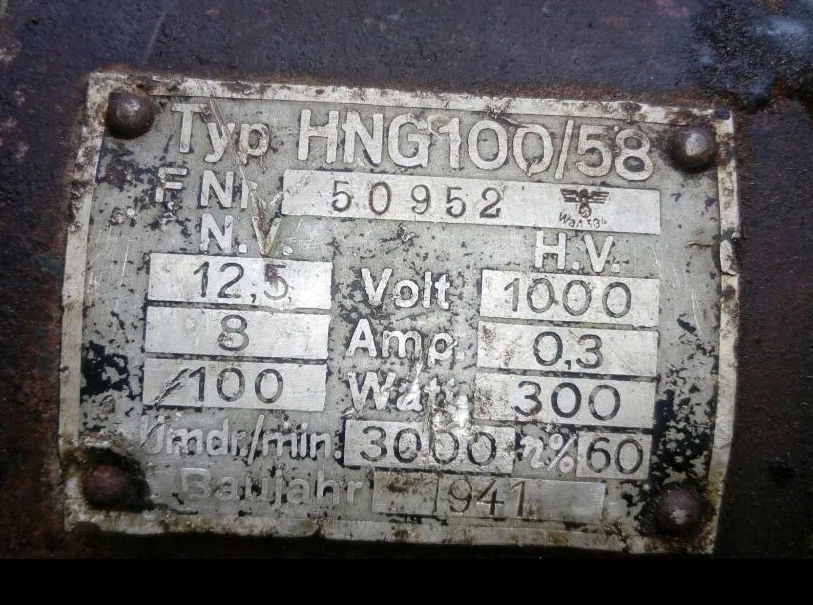 Typ HNG100/58
F Nr. 50952
N.V. H.V.
12,5 Volt 1000
8 Amp. 0,3
100 Watt 300
Umdr/min. 3000 η% 60
Baujahr 1941